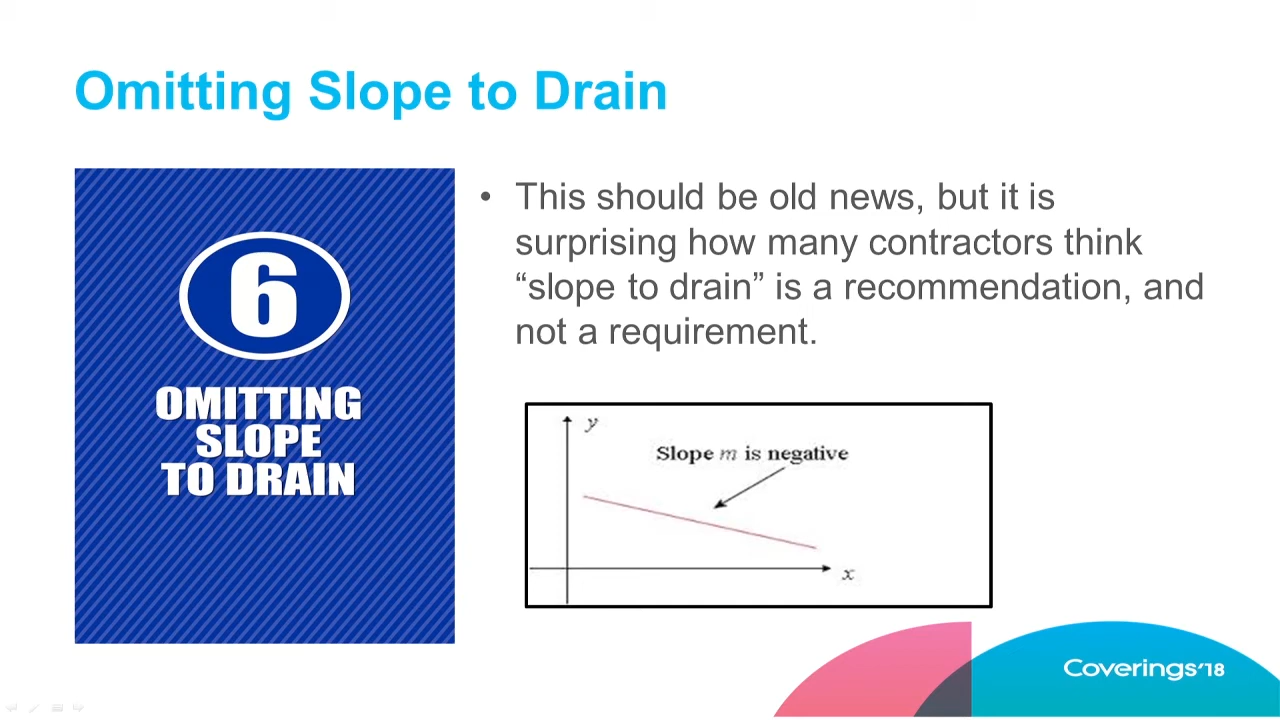 Omitting Slope to Drain
6
OMITTING
SLOPE
TO DRAIN
• This should be old news, but it is
surprising how many contractors think
“slope to drain” is a recommendation, and
not a requirement.
y
Slope m is negative
x
Coverings’18